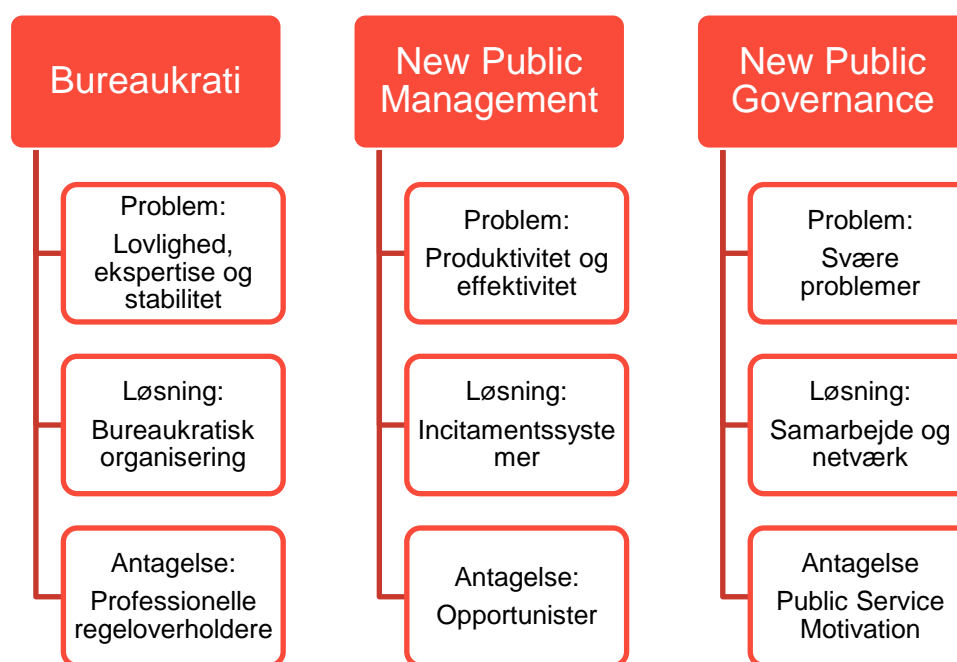 Bureaukrati
Problem:
Lovlighed,
ekspertise og
stabilitet
Løsning:
Bureaukratisk
organisering
Antagelse:
Professionelle
regeloverholdere
New Public
Management
Problem:
Produktivitet og
effektivitet
Løsning:
Incitamentssyste
mer
Antagelse:
Opportunister
New Public
Governance
Problem:
Svære
problemer
Løsning:
Samarbejde og
netværk
Antagelse
Public Service
Motivation